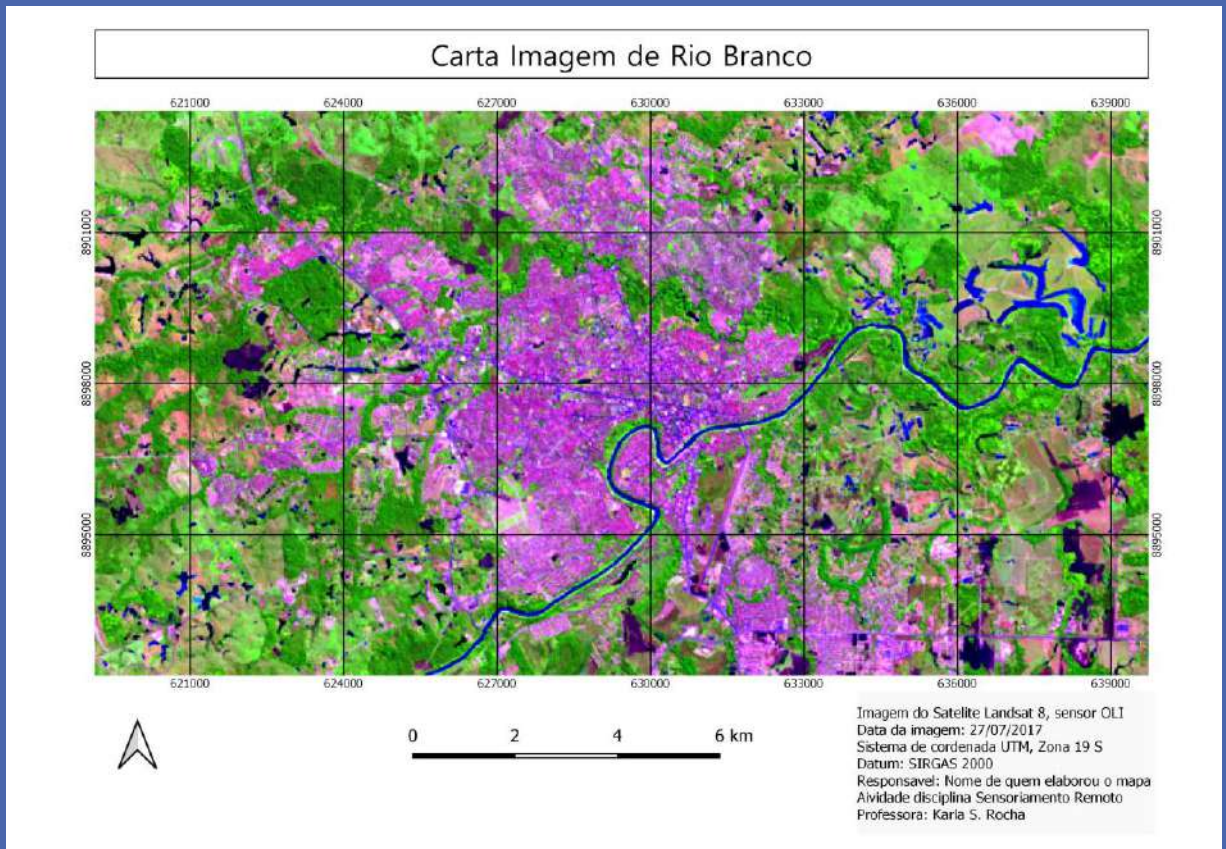 Carta Imagem de Rio Branco
621000 624000 627000 630000 633000 636000 639000
8901000 8901000
8898000 8898000
8895000 8895000
621000 624000 627000 630000 633000 636000 639000
0 2 4 6 km
Imagem do Satelite Landsat 8, sensor OLI
Data da imagem: 27/07/2017
Sistema de cordenada UTM, Zona 19 S
Datum: SIRGAS 2000
Responsavel: Nome de quem elaborou o mapa
Aividade disciplina Sensoriamento Remoto
Professora: Karla S. Rocha